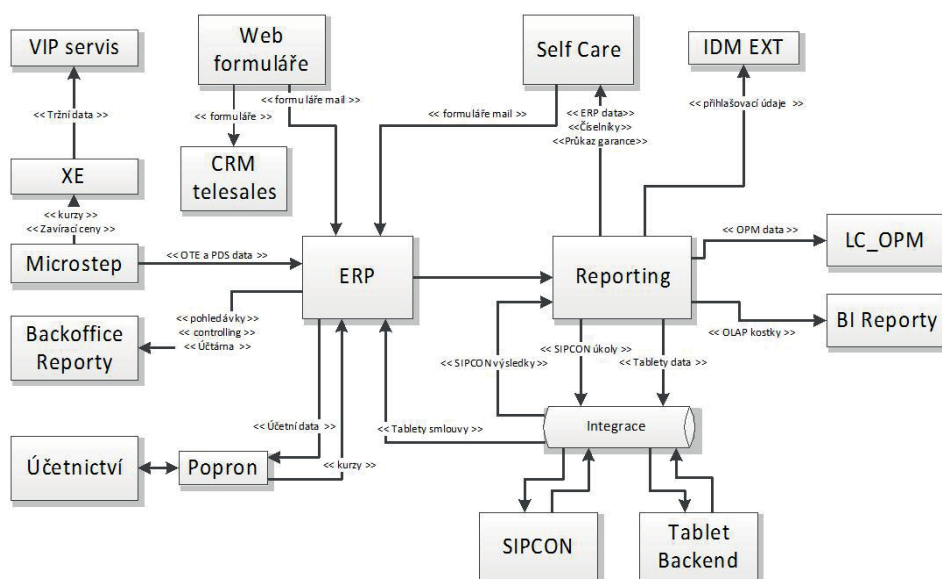 VIP servis
Web
formuláře
Self Care
IDM EXT
<< Tržní data >>
<< formuláře mail >>
<< formuláře >>
<< formuláře mail >>
<< ERP data>>
<<Číselníky>>
<<Průkaz garance>>
<< přihlašovací údaje >>
XE
CRM
telesales
<< kurzy >>
<< Zavírací ceny >>
Microstep
<< OTE a PDS data >>
ERP
Reporting
<< OPM data >>
LC_OPM
Backoffice
Reporty
<< pohledávky >>
<< controlling >>
<< Účtárna >>
BI Reporty
<< OLAP kostky >>
<< SIPCON výsledky >>
<< SIPCON úkoly >>
<< Tablety data >>
Integrace
<< Účetní data >>
<< Tablety smlouvy >>
Účetnictví
Popron
<< kurzy >>
SIPCON
Tablet
Backend